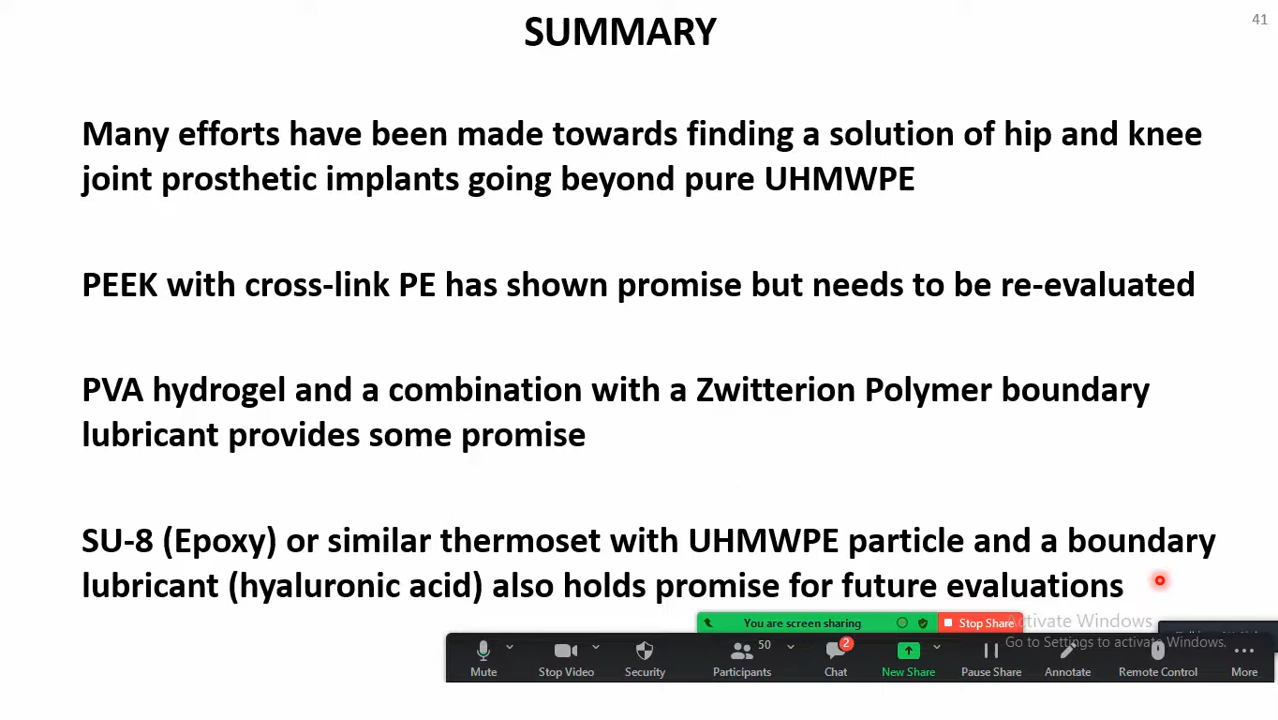 41
SUMMARY
Many efforts have been made towards finding a solution of hip and knee
joint prosthetic implants going beyond pure UHMWPE
PEEK with cross-link PE has shown promise but needs to be re-evaluated
PVA hydrogel and a combination with a Zwitterion Polymer boundary
lubricant provides some promise
SU-8 (Epoxy) or similar thermoset with UHMWPE particle and a boundary
lubricant (hyaluronic acid) also holds promise for future evaluations
You are screen sharing
Stop Share
Activate Windows
Go to Settings to activate Windows.
50
2
Mute
Stop Video
Security
Participants
Chat
New Share
Pause Share
Annotate
Remote Control
More